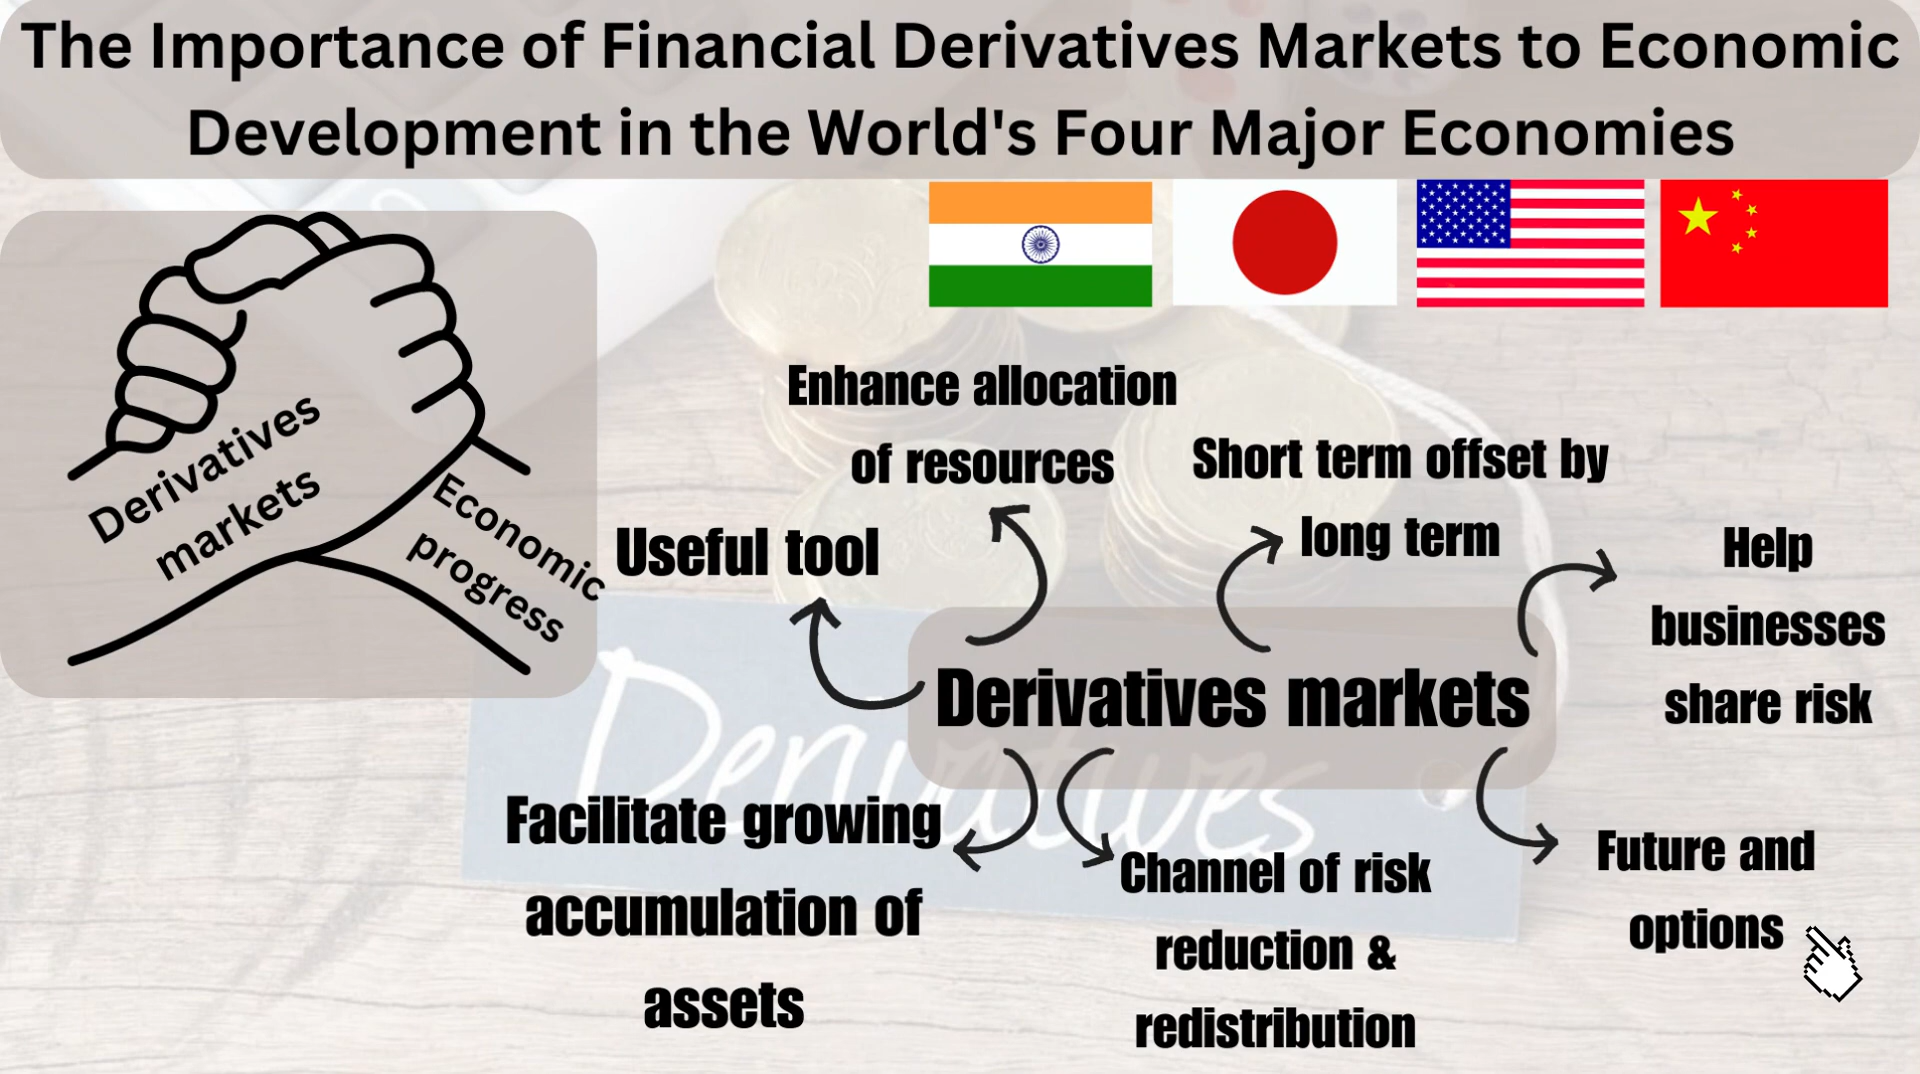 The Importance of Financial Derivatives Markets to Economic
Development in the World's Four Major Economies
Derivatives
markets
Economic
progress
Enhance allocation
of resources
Short term offset by
long term
Useful tool
Help
businesses
share risk
Derivatives markets
Derivatives
Facilitate growing
accumulation of
assets
Channel of risk
reduction &
redistribution
Future and
options